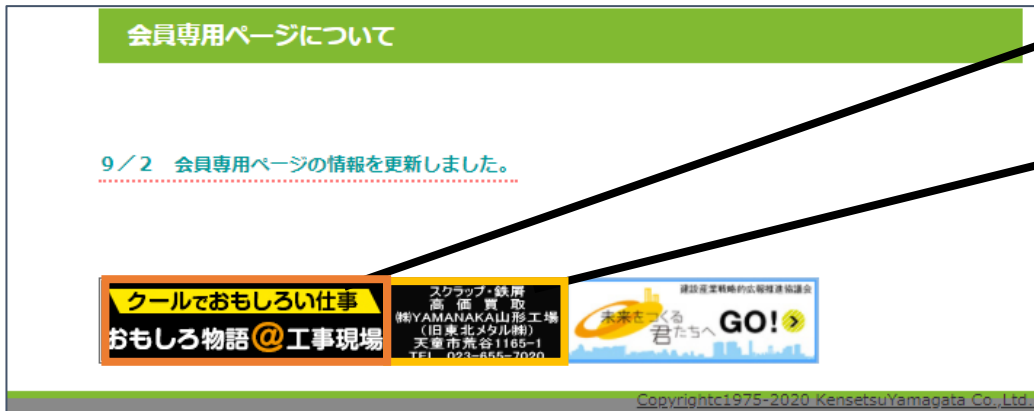 会員専用ページについて
9／2　会員専用ページの情報を更新しました。
クールでおもしろい仕事
おもしろ物語@工事現場
スクラップ・鉄屑
高価買取
㈱YAMANAKA山形工場
(旧東北メタル㈱)
天童市荒谷1165-1
TEL 023-655-7020
建設産業戦略的広報推進協議会
未来をつくる
君たちへ GO!
Copyrightc1975-2020 KensetsuYamagata Co.,Ltd